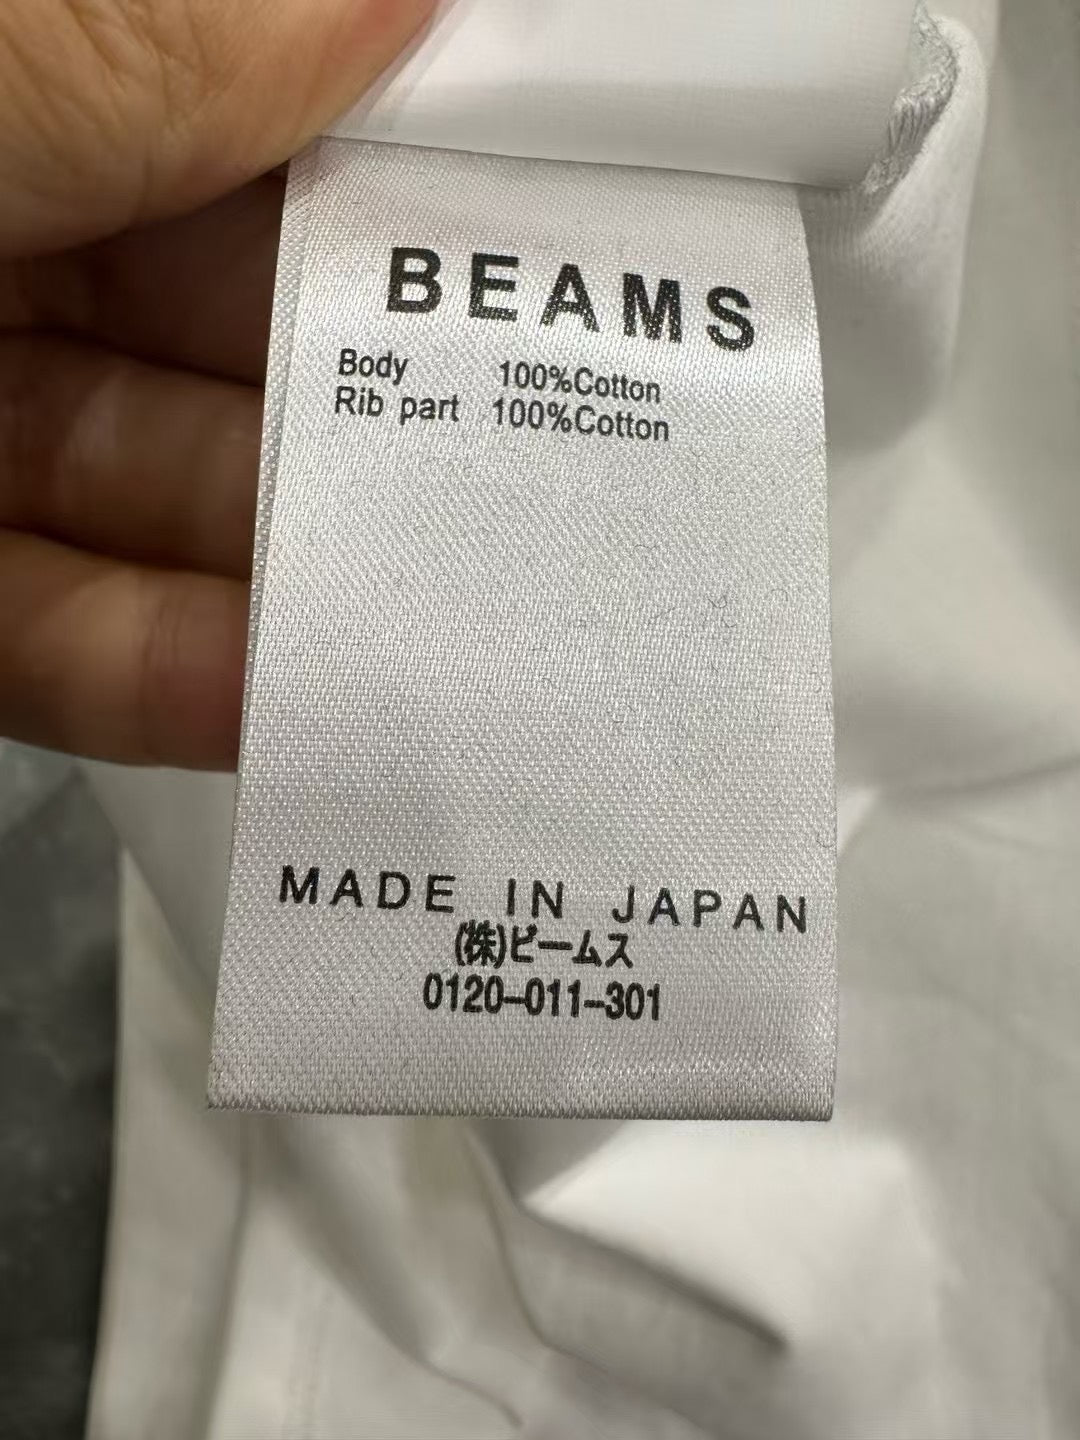 BEAMS
Body 100%Cotton
Rib part 100%Cotton
MADE IN JAPAN
(株)ビームス
0120-011-301